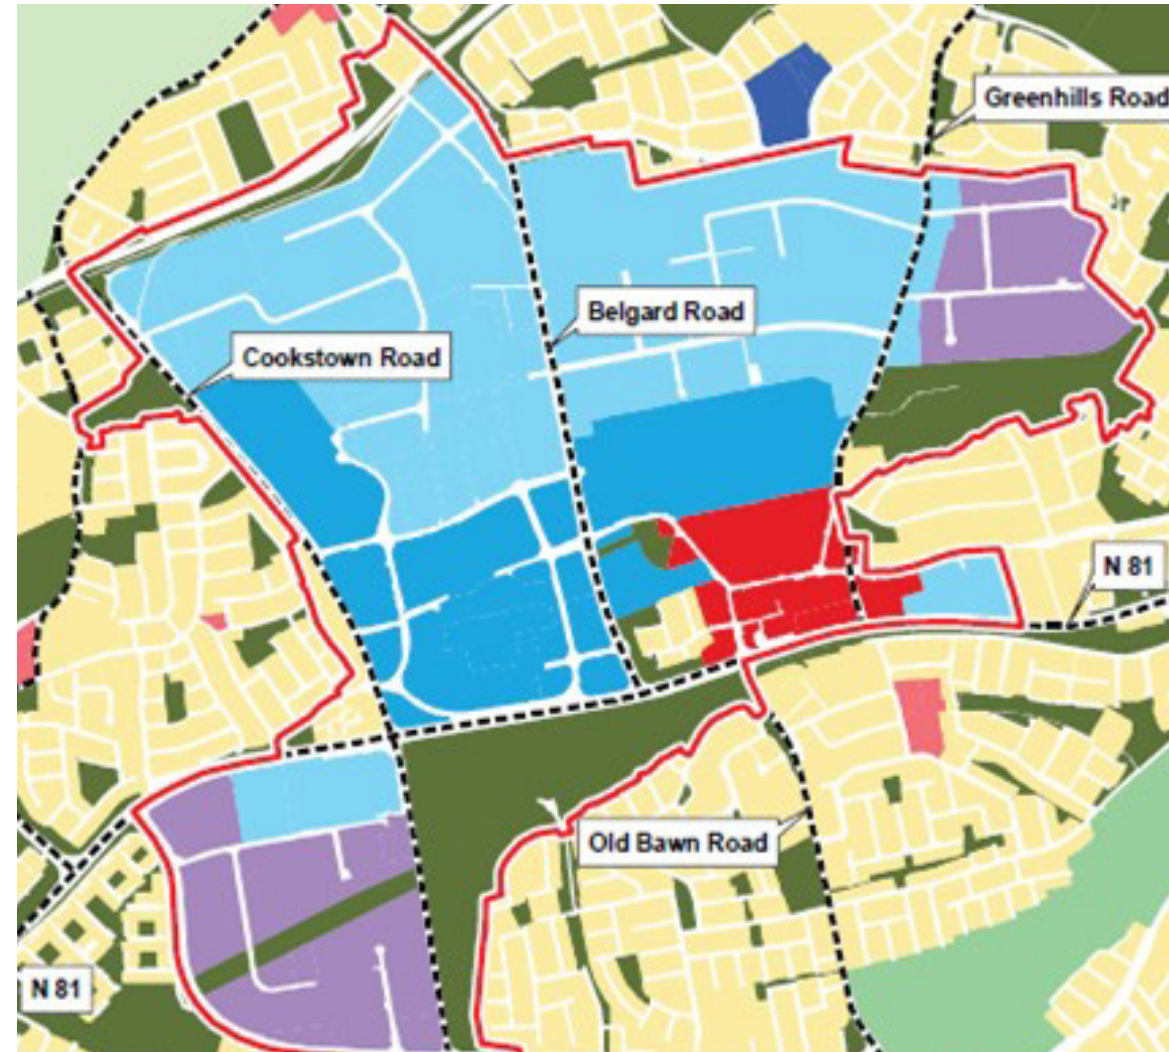 Greenhills Road
Belgard Road
Cookstown Road
N 81
Old Bawn Road
N 81